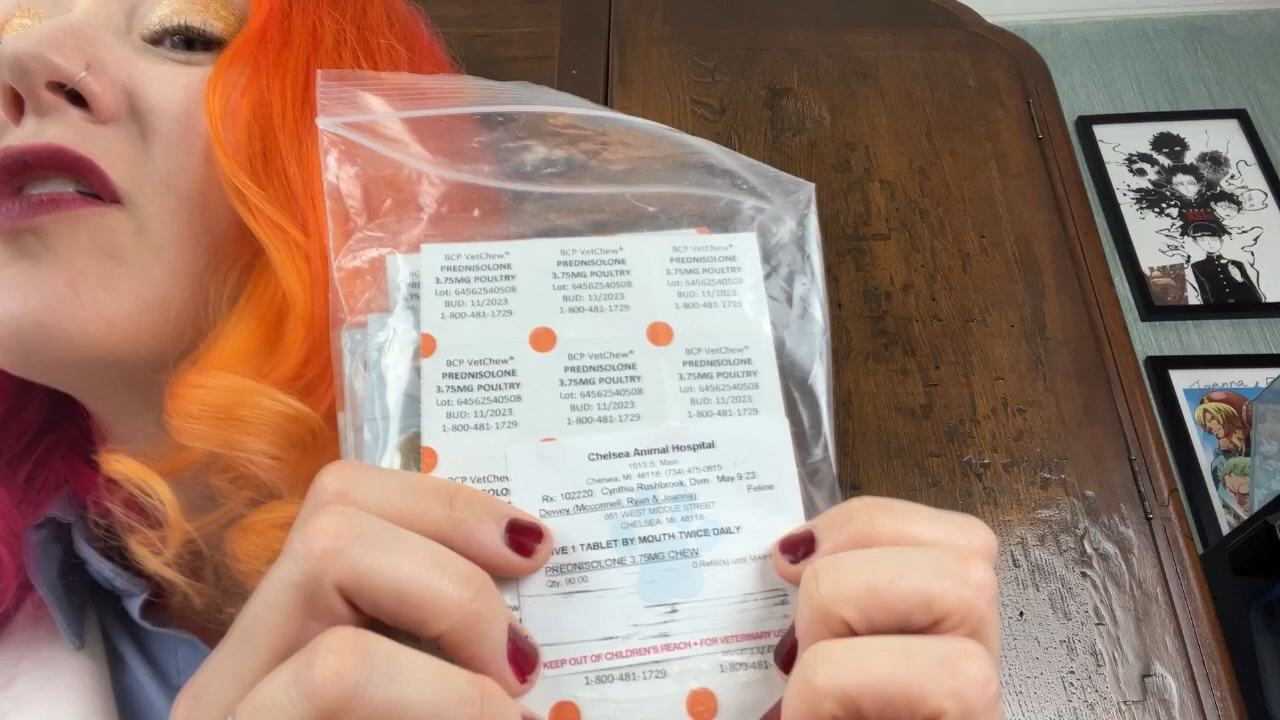 BCP VetChew®
PREDNISOLONE
3.75MG POULTRY
Lot: 64562540508
BUD: 11/2023
1-800-481-1729
BCP VetChew®
PREDNISOLONE
3.75MG POULTRY
Lot: 64562540508
BUD: 11/2023
1-800-481-1729
BCP VetChew®
PREDNISOLONE
3.75MG POULTRY
Lot: 64562540508
BUD: 11/2023
1-800-481-1729
BCP VetChew®
PREDNISOLONE
3.75MG POULTRY
Lot: 64562540508
BUD: 11/2023
1-800-481-1729
BCP VetChew®
PREDNISOLONE
3.75MG POULTRY
Lot: 64562540508
BUD: 11/2023
1-800-481-1729
BCP VetChew®
PREDNISOLONE
3.75MG POULTRY
Lot: 64562540508
BUD: 11/2023
1-800-481-1729
Chelsea Animal Hospital
1513 S. Main
Chelsea, MI 48118 (734) 475-0615
Rx: 102220 Cynthia Rushbrook, Dvm May.9.23
Dewey (Mcconnell, Ryan & Joanna) Feline
661 WEST MIDDLE STREET
CHELSEA, MI 48118
1 TABLET BY MOUTH TWICE DAILY
PREDNISOLONE 3.75MG CHEW
Qty: 90.00 0 Refill(s) until
KEEP OUT OF CHILDREN'S REACH • FOR VETERINARY
1-800-481-1729
1-800-481-1729